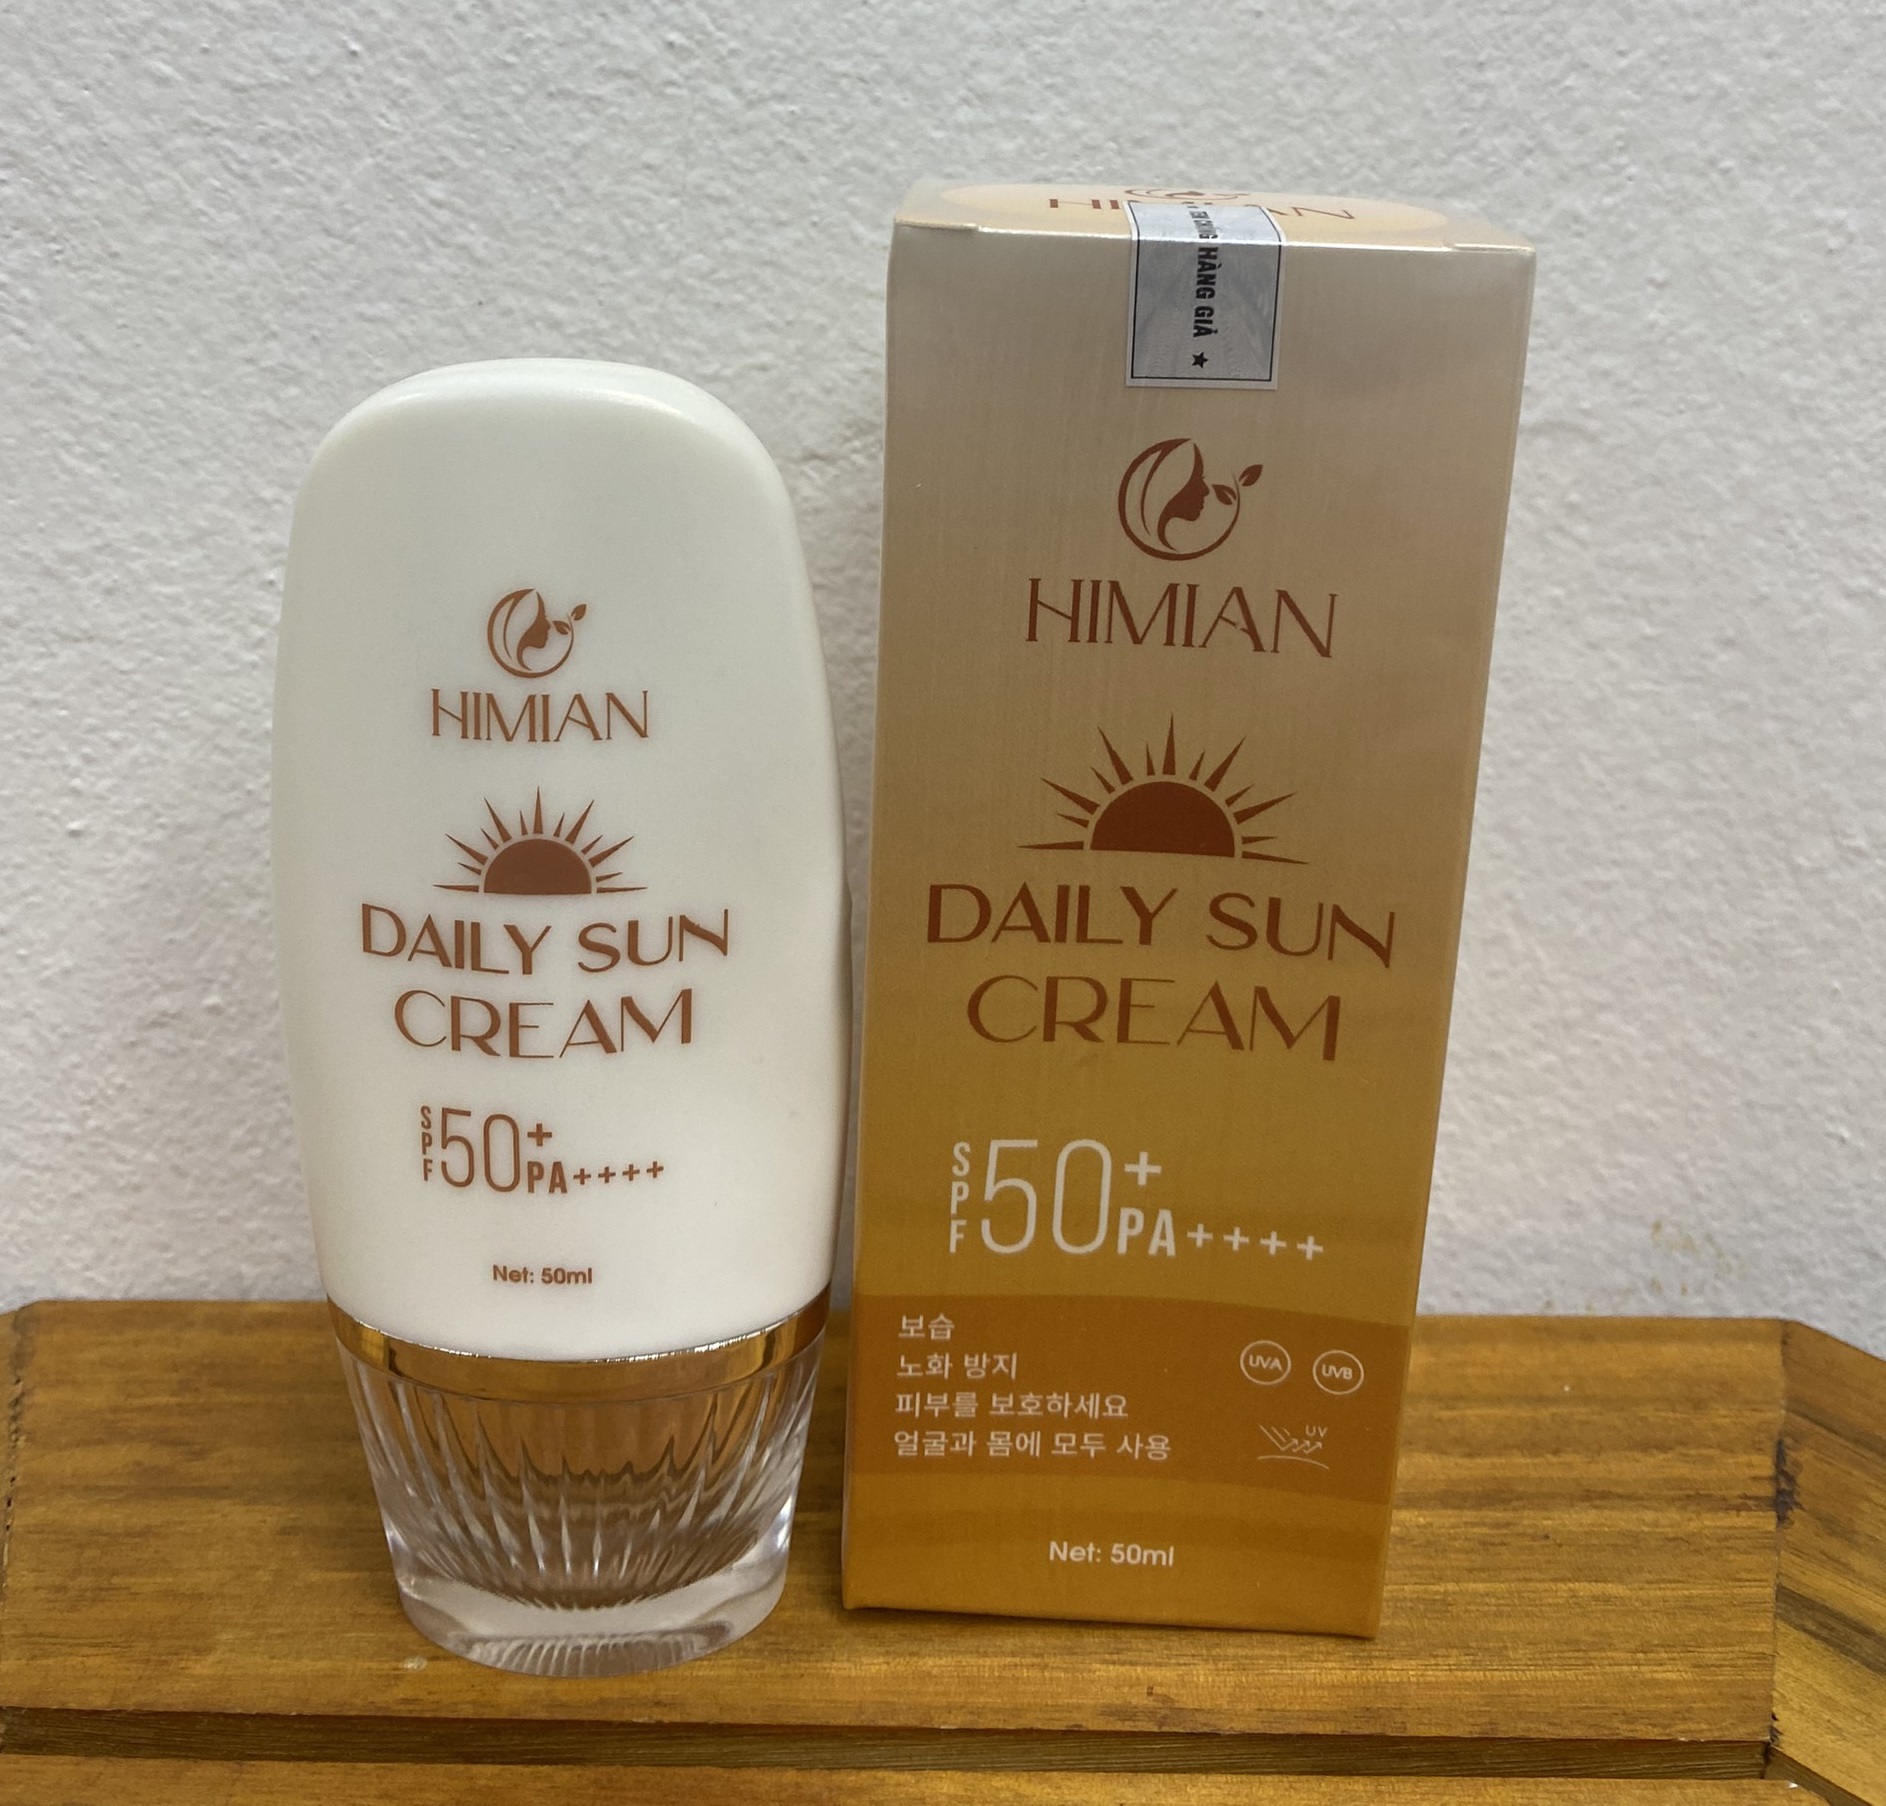 HIMIAN
DAILY SUN
CREAM
SPF 50+
PA++++
Net: 50ml
HÀNG GIẢ
HIMIAN
DAILY SUN
CREAM
SPF 50+
PA++++
보습
노화 방지
피부를 보호하세요
얼굴과 몸에 모두 사용
UVA
UVB
UV
Net: 50ml